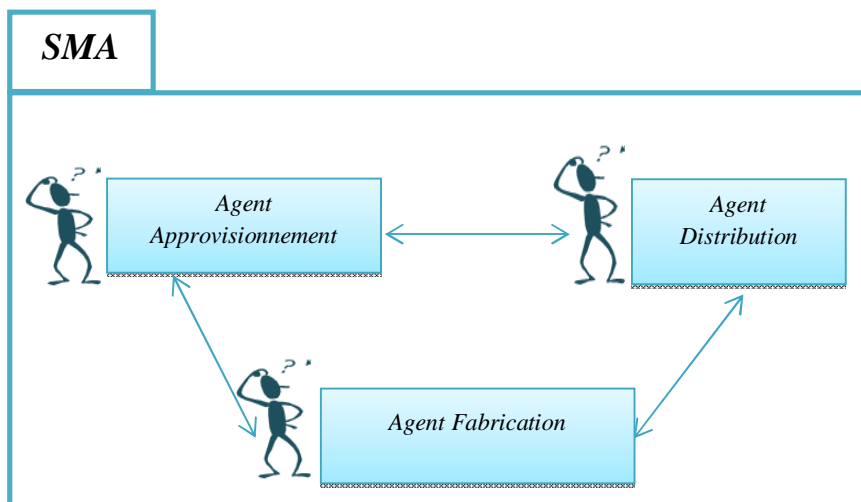 SMA
Agent
Approvisionnement
Agent
Distribution
Agent Fabrication